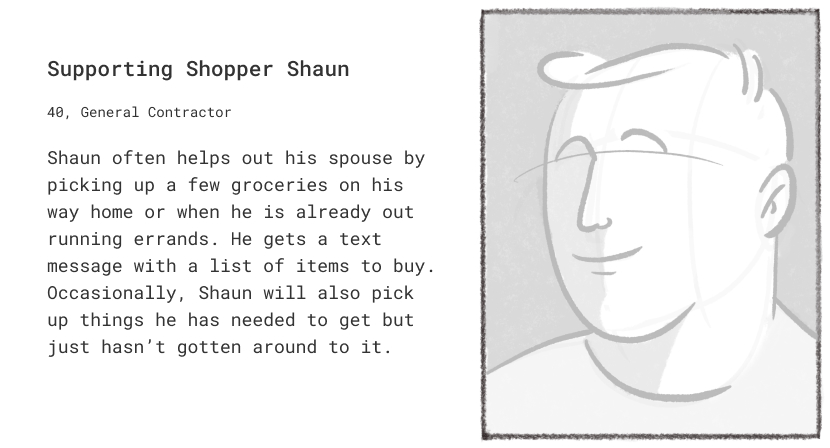 Supporting Shopper Shaun
40, General Contractor
Shaun often helps out his spouse by
picking up a few groceries on his
way home or when he is already out
running errands. He gets a text
message with a list of items to buy.
Occasionally, Shaun will also pick
up things he has needed to get but
just hasn’t gotten around to it.